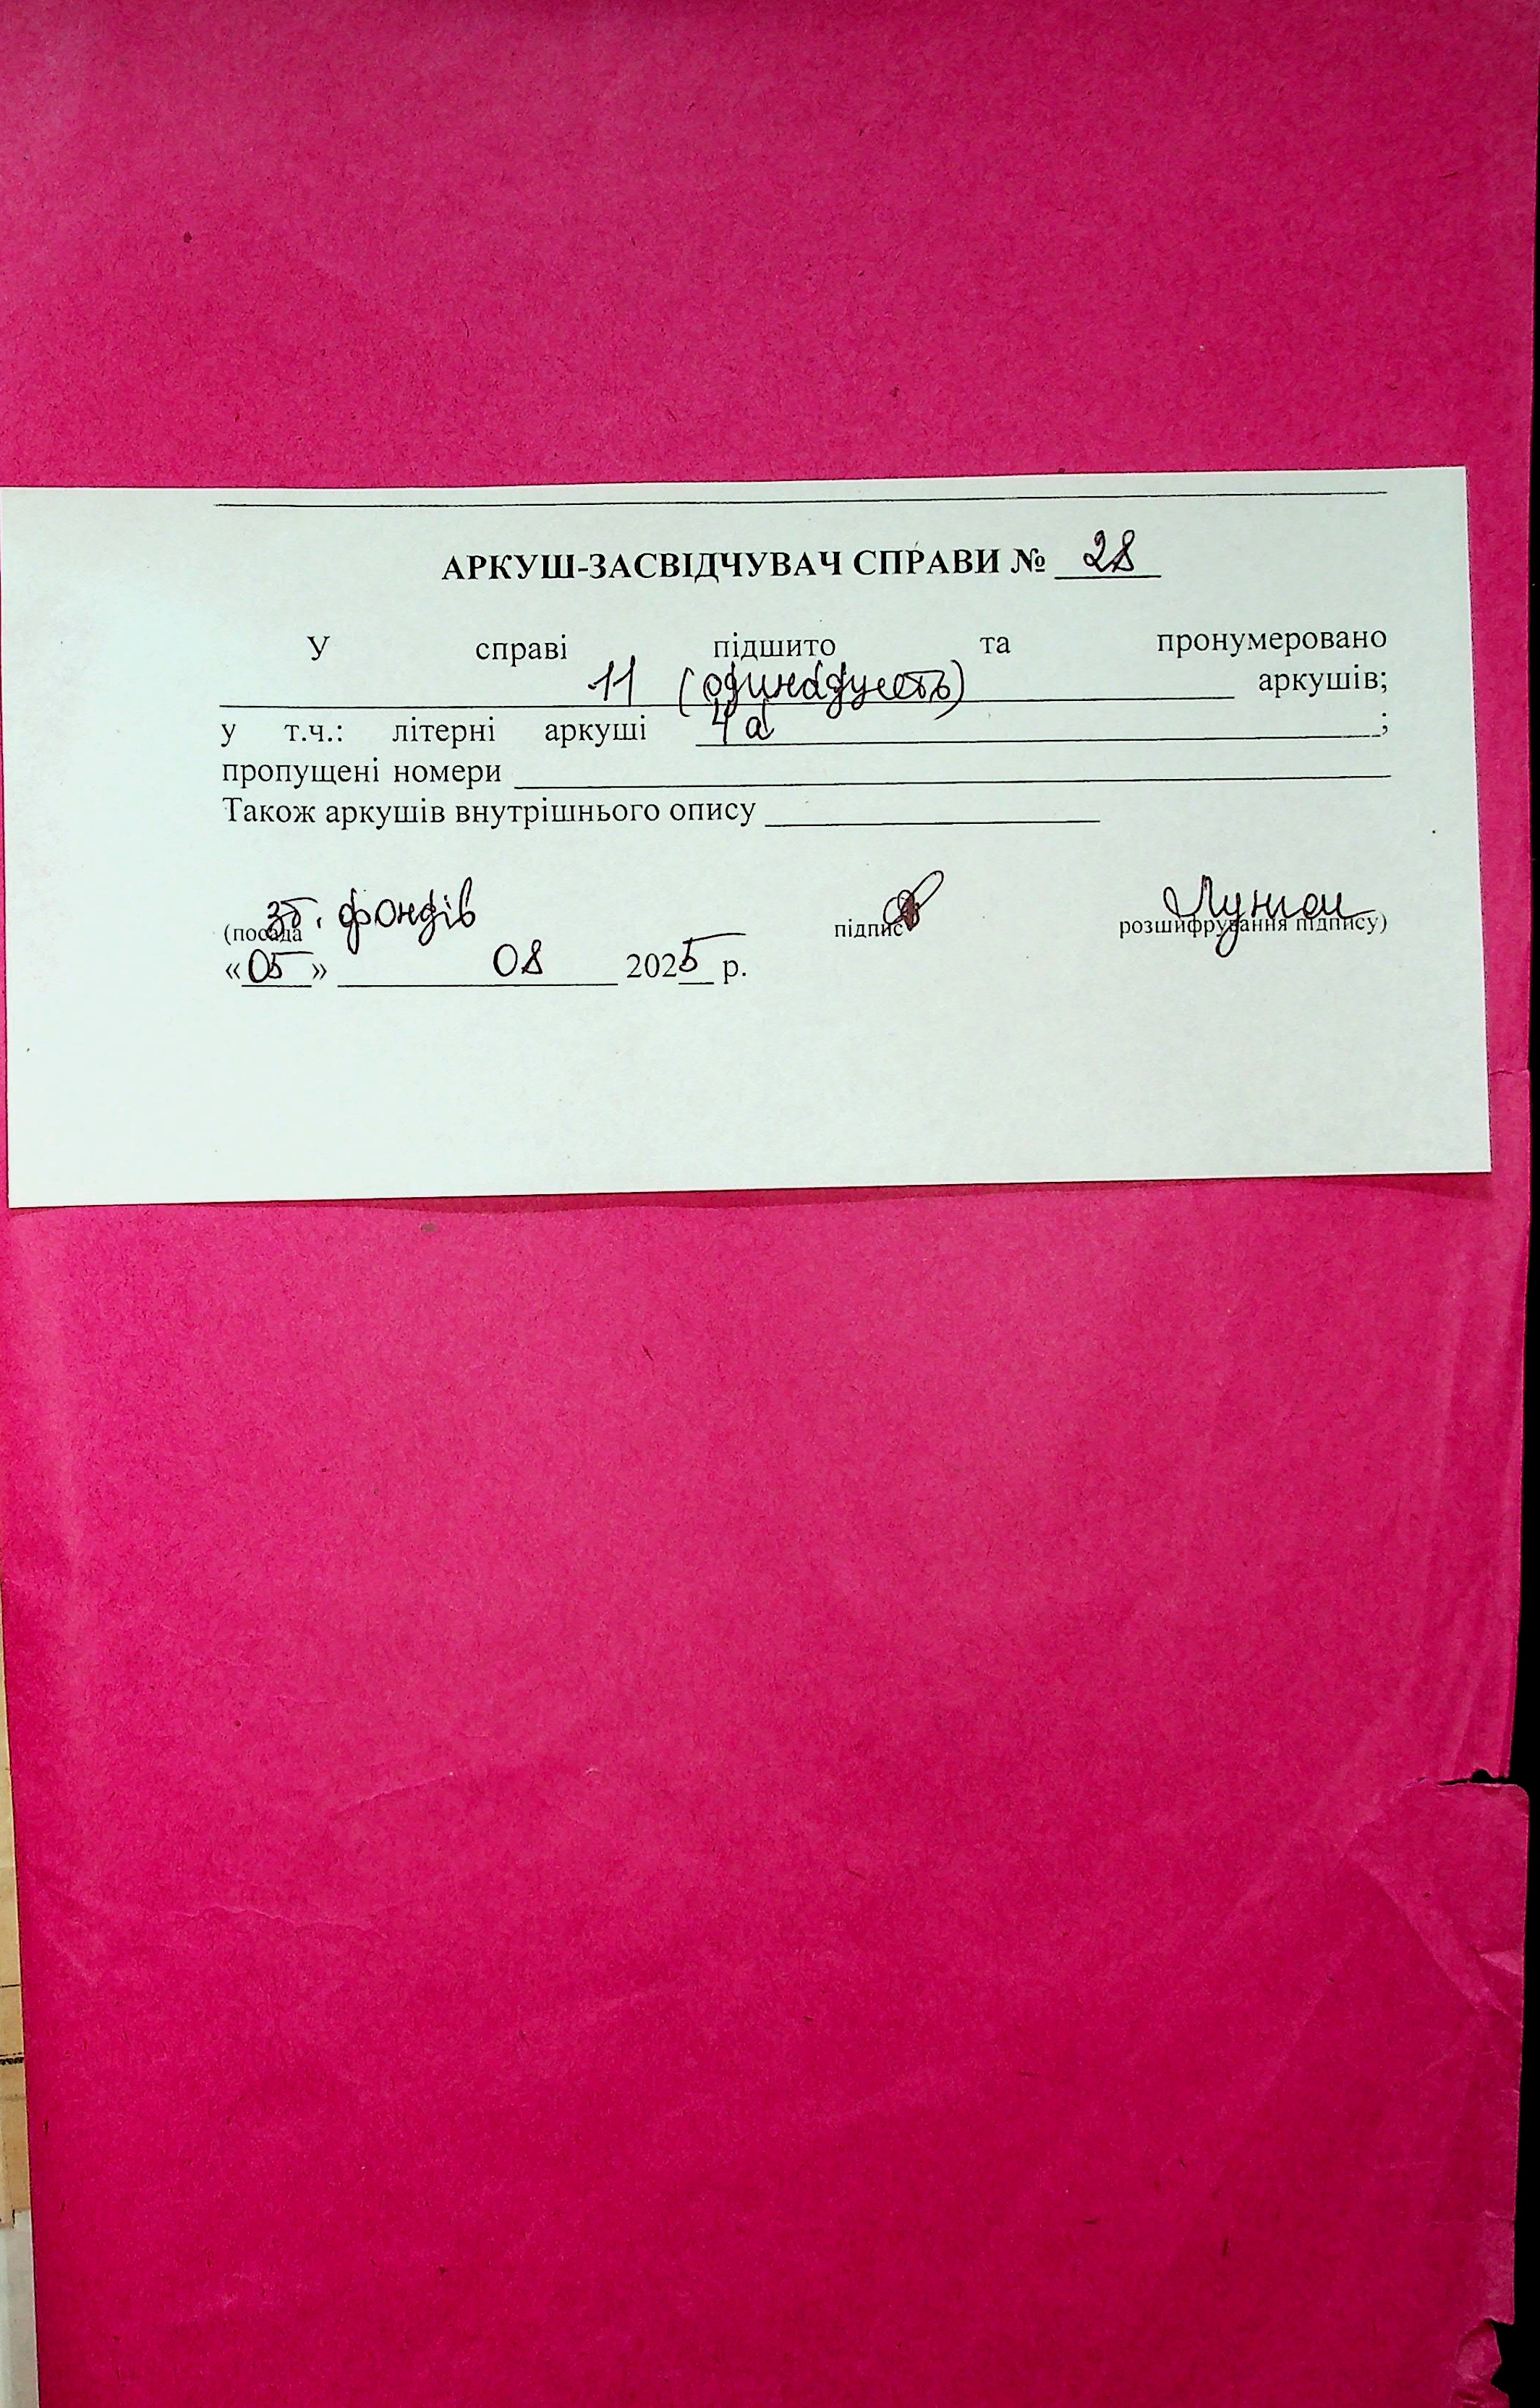 АРКУШ-ЗАСВІДЧУВАЧ СПРАВИ № 28
У справі підшито та пронумеровано
11 (одинадцять) аркушів;
у т.ч.: літерні аркуші 4а ;
пропущені номери
Також аркушів внутрішнього опису
зб. фондів
(посада підпис розшифрування підпису)
«05» 08 2025 р.